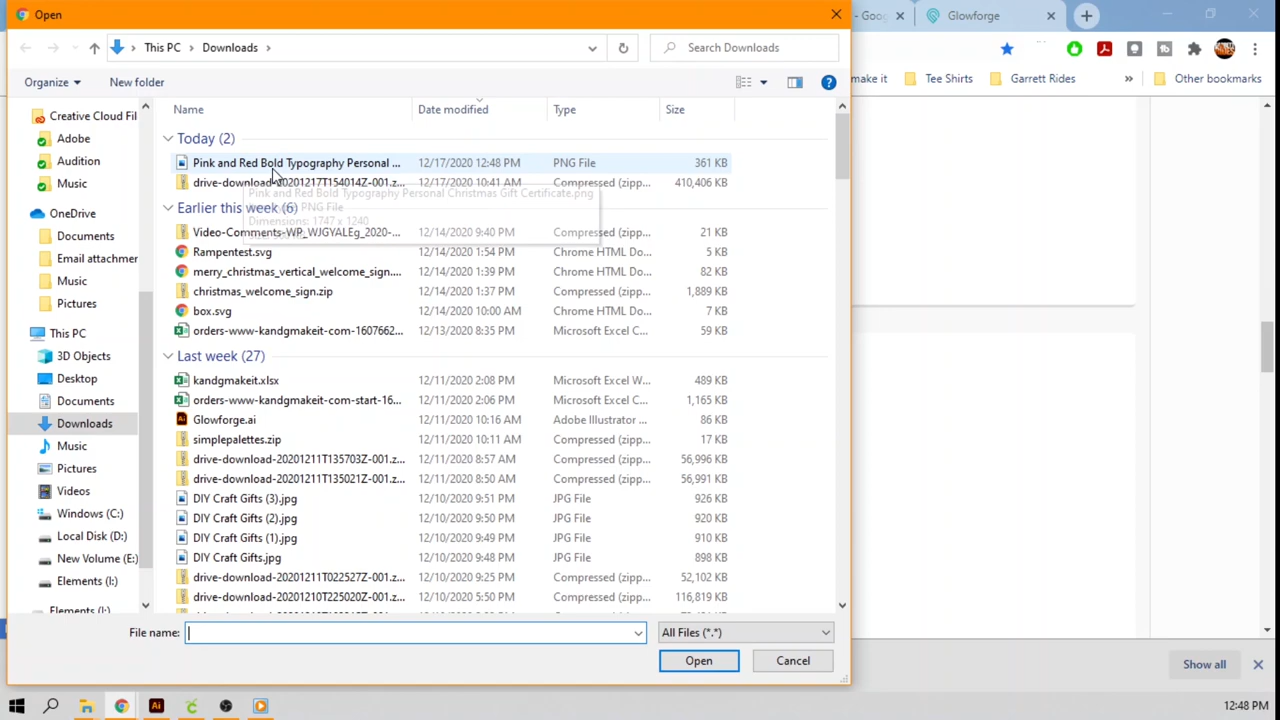 Open
- Goo
Glowforge
This PC
Downloads
Search Downloads
Organize
New folder
make it
Tee Shirts
Garrett Rides
»
Other bookmarks
Name
Date modified
Type
Size
Creative Cloud Fil
Adobe
Audition
Music
OneDrive
Documents
Email attachmer
Music
Pictures
This PC
3D Objects
Desktop
Documents
Downloads
Music
Pictures
Videos
Windows (C:)
Local Disk (D:)
New Volume (E:)
Elements (I:)
Elements (I:)
Today (2)
Pink and Red Bold Typography Personal ... 12/17/2020 12:48 PM PNG File 361 KB
drive-download-20201217T154014Z-001.z... 12/17/2020 10:41 AM Compressed (zipp... 410,406 KB
Pink and Red Bold Typography Personal Christmas Gift Certificate.png
PNG File
Dimensions: 1747 x 1240
Earlier this week (6)
Video-Comments-WP_WJGYALEg_2020-... 12/14/2020 9:40 PM Compressed (zipp... 21 KB
Rampentest.svg 12/14/2020 1:54 PM Chrome HTML Do... 5 KB
merry_christmas_vertical_welcome_sign.... 12/14/2020 1:39 PM Chrome HTML Do... 82 KB
christmas_welcome_sign.zip 12/14/2020 1:37 PM Compressed (zipp... 1,889 KB
box.svg 12/14/2020 10:00 AM Chrome HTML Do... 7 KB
orders-www-kandgmakeit-com-1607662... 12/13/2020 8:35 PM Microsoft Excel C... 59 KB
Last week (27)
kandgmakeit.xlsx 12/11/2020 2:08 PM Microsoft Excel W... 489 KB
orders-www-kandgmakeit-com-start-16... 12/11/2020 2:06 PM Microsoft Excel C... 1,165 KB
Glowforge.ai 12/11/2020 10:16 AM Adobe Illustrator ... 86 KB
simplepalettes.zip 12/11/2020 10:11 AM Compressed (zipp... 17 KB
drive-download-20201211T135703Z-001.z... 12/11/2020 8:57 AM Compressed (zipp... 56,996 KB
drive-download-20201211T135021Z-001.z... 12/11/2020 8:50 AM Compressed (zipp... 56,991 KB
DIY Craft Gifts (3).jpg 12/10/2020 9:51 PM JPG File 926 KB
DIY Craft Gifts (2).jpg 12/10/2020 9:50 PM JPG File 920 KB
DIY Craft Gifts (1).jpg 12/10/2020 9:50 PM JPG File 910 KB
DIY Craft Gifts.jpg 12/10/2020 9:48 PM JPG File 898 KB
drive-download-20201211T022527Z-001.z... 12/10/2020 9:25 PM Compressed (zipp... 52,102 KB
drive-download-20201210T225020Z-001.z... 12/10/2020 5:50 PM Compressed (zipp... 116,819 KB
File name:
All Files (*.*)
Open
Cancel
Show all
12:48 PM